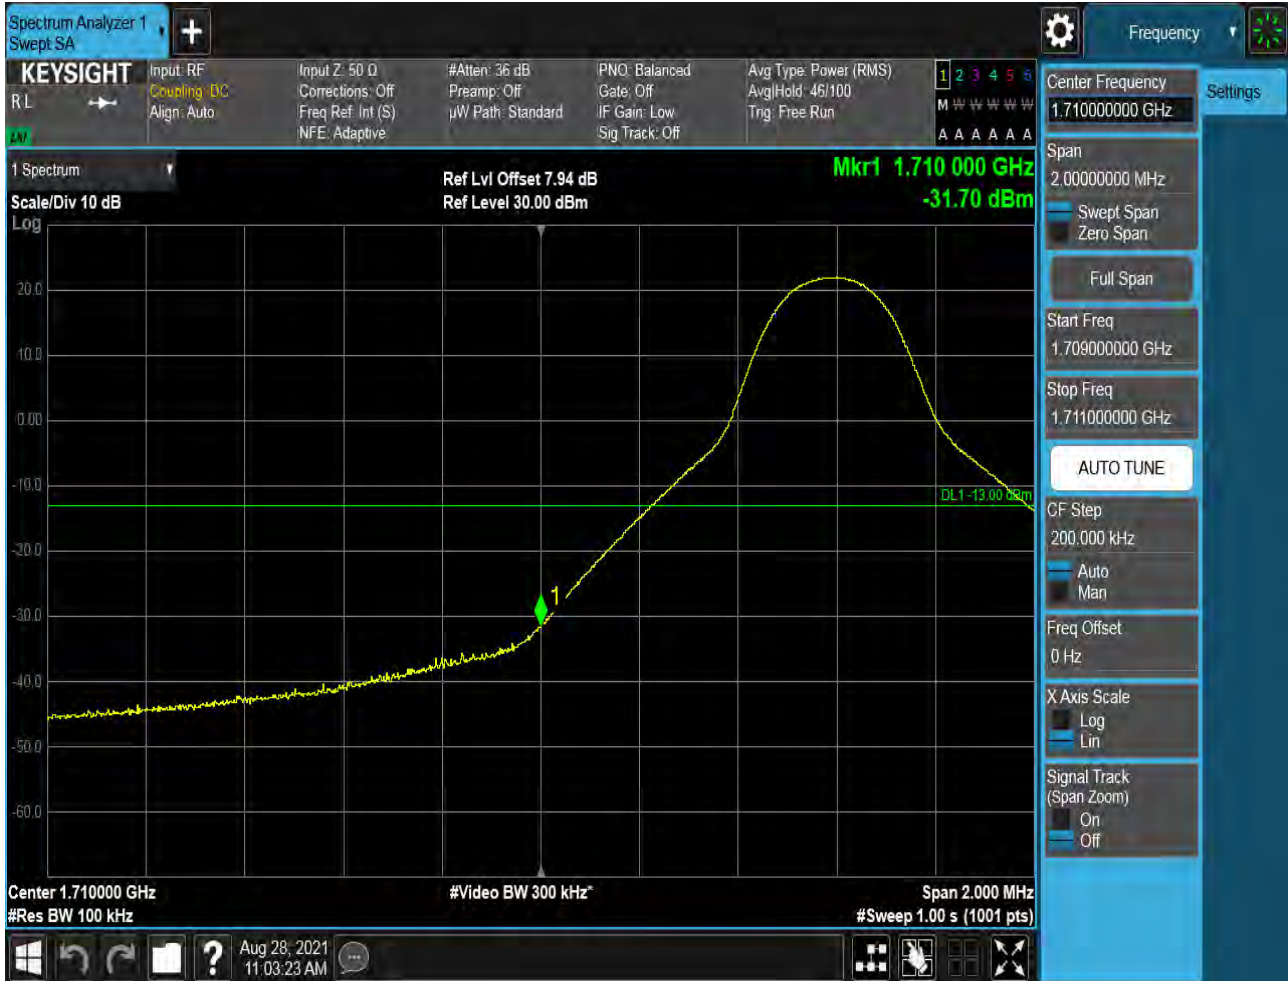 Spectrum Analyzer 1
Swept SA
Frequency
KEYSIGHT
R L
Input: RF
Coupling: DC
Align: Auto
Input Z: 50 Ω
Corrections: Off
Freq Ref: Int (S)
NFE: Adaptive
#Atten: 36 dB
Preamp: Off
µW Path: Standard
PNO: Balanced
Gate: Off
IF Gain: Low
Sig Track: Off
Avg Type: Power (RMS)
Avg|Hold: 46/100
Trig: Free Run
1 2 3 4 5 6
M W W W W W
A A A A A A
1 Spectrum
Scale/Div 10 dB
Log
Ref Lvl Offset 7.94 dB
Ref Level 30.00 dBm
Mkr1 1.710 000 GHz
-31.70 dBm
20.0
10.0
0.00
-10.0
DL1 -13.00 dBm
-20.0
1
-30.0
-40.0
-50.0
-60.0
Center 1.710000 GHz
#Video BW 300 kHz*
Span 2.000 MHz
#Res BW 100 kHz
#Sweep 1.00 s (1001 pts)
Aug 28, 2021
11:03:23 AM
Center Frequency
1.710000000 GHz
Settings
Span
2.00000000 MHz
Swept Span
Zero Span
Full Span
Start Freq
1.709000000 GHz
Stop Freq
1.711000000 GHz
AUTO TUNE
CF Step
200.000 kHz
Auto
Man
Freq Offset
0 Hz
X Axis Scale
Log
Lin
Signal Track
(Span Zoom)
On
Off